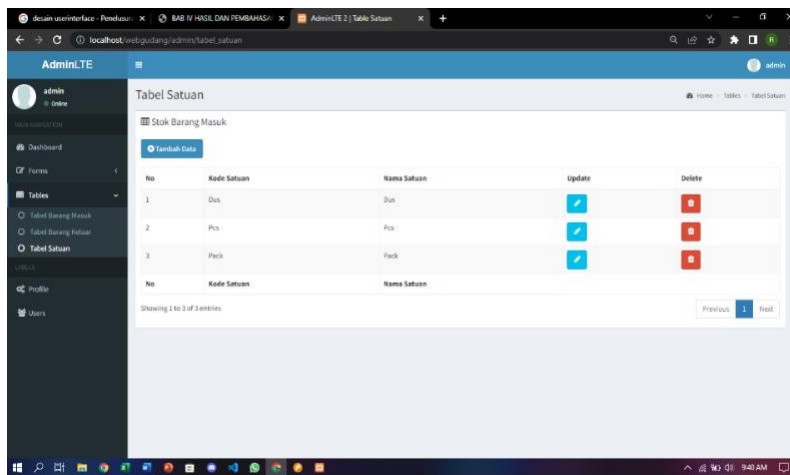 desain userinterface - Penelusur
BAB IV HASIL DAN PEMBAHASA
AdminLTE 2 | Table Satuan
localhost/webgudang/admin/tabel_satuan
R
AdminLTE
admin
admin
Online
Tabel Satuan
Home > Tables > Tabel Satuan
MAIN NAVIGATION
Stok Barang Masuk
Dashboard
Tambah Data
Forms
No Kode Satuan Nama Satuan Update Delete
Tables
1 Dus Dus
Tabel Barang Masuk
Tabel Barang Keluar
2 Pcs Pcs
Tabel Satuan
3 Pack Pack
LABELS
No Kode Satuan Nama Satuan
Profile
Showing 1 to 3 of 3 entries
Previous 1 Next
Users
9:40 AM